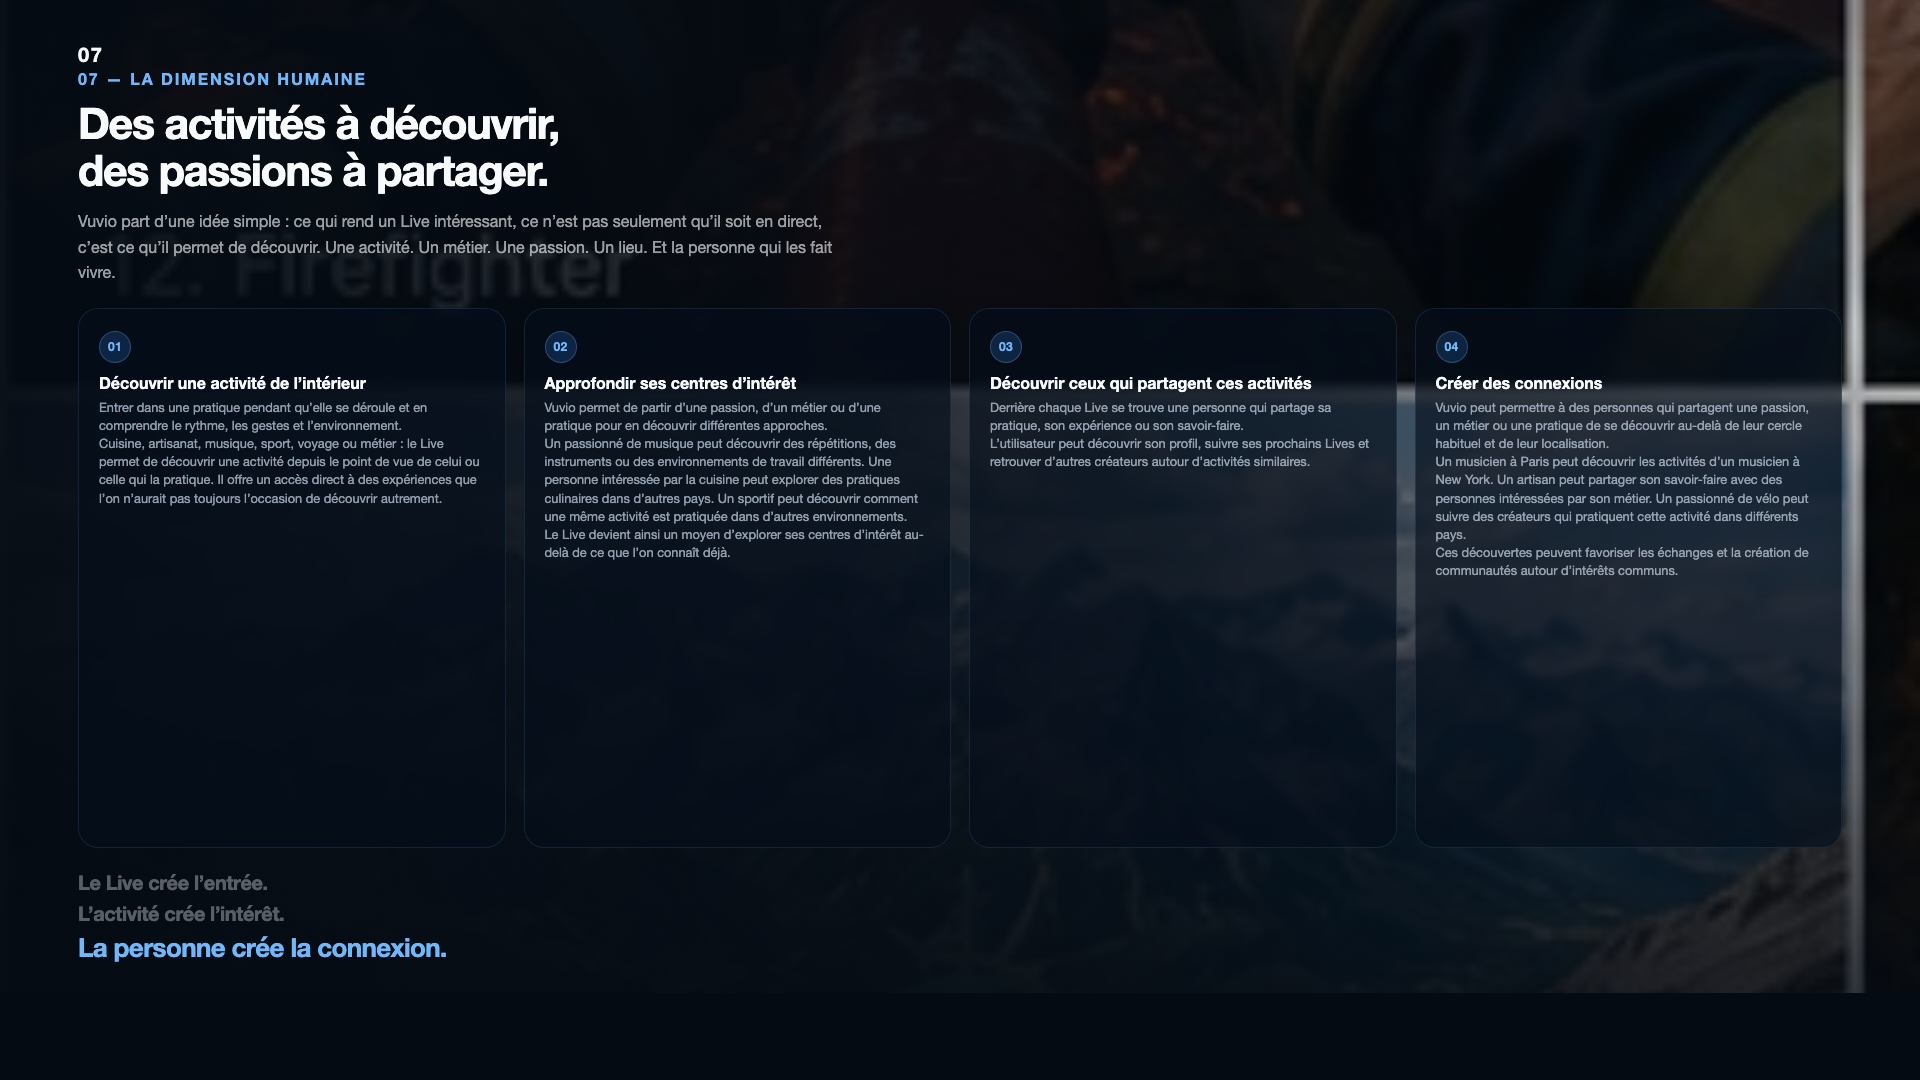 07
07 — LA DIMENSION HUMAINE
Des activités à découvrir,
des passions à partager.
Vuvio part d’une idée simple : ce qui rend un Live intéressant, ce n’est pas seulement qu’il soit en direct,
c’est ce qu’il permet de découvrir. Une activité. Un métier. Une passion. Un lieu. Et la personne qui les fait
vivre.
12. Firefighter
01
Découvrir une activité de l’intérieur
Entrer dans une pratique pendant qu’elle se déroule et en
comprendre le rythme, les gestes et l’environnement.
Cuisine, artisanat, musique, sport, voyage ou métier : le Live
permet de découvrir une activité depuis le point de vue de celui ou
celle qui la pratique. Il offre un accès direct à des expériences que
l’on n’aurait pas toujours l’occasion de découvrir autrement.
02
Approfondir ses centres d’intérêt
Vuvio permet de partir d’une passion, d’un métier ou d’une
pratique pour en découvrir différentes approches.
Un passionné de musique peut découvrir des répétitions, des
instruments ou des environnements de travail différents. Une
personne intéressée par la cuisine peut explorer des pratiques
culinaires dans d’autres pays. Un sportif peut découvrir comment
une même activité est pratiquée dans d’autres environnements.
Le Live devient ainsi un moyen d’explorer ses centres d’intérêt au-
delà de ce que l’on connaît déjà.
03
Découvrir ceux qui partagent ces activités
Derrière chaque Live se trouve une personne qui partage sa
pratique, son expérience ou son savoir-faire.
L’utilisateur peut découvrir son profil, suivre ses prochains Lives et
retrouver d’autres créateurs autour d’activités similaires.
04
Créer des connexions
Vuvio peut permettre à des personnes qui partagent une passion,
un métier ou une pratique de se découvrir au-delà de leur cercle
habituel et de leur localisation.
Un musicien à Paris peut découvrir les activités d’un musicien à
New York. Un artisan peut partager son savoir-faire avec des
personnes intéressées par son métier. Un passionné de vélo peut
suivre des créateurs qui pratiquent cette activité dans différents
pays.
Ces découvertes peuvent favoriser les échanges et la création de
communautés autour d’intérêts communs.
Le Live crée l’entrée.
L’activité crée l’intérêt.
La personne crée la connexion.